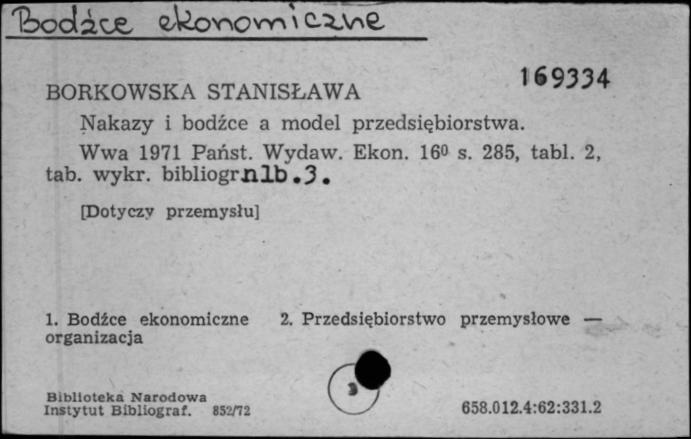 Bodźce ekonomiczne
169334
BORKOWSKA STANISŁAWA
Nakazy i bodźce a model przedsiębiorstwa.
Wwa 1971 Państ. Wydaw. Ekon. 16⁰ s. 285, tabl. 2,
tab. wykr. bibliogr nlb.3.
[Dotyczy przemysłu]
1. Bodźce ekonomiczne 2. Przedsiębiorstwo przemysłowe —
organizacja
Biblioteka Narodowa
Instytut Bibliograf. 852/72
658.012.4:62:331.2